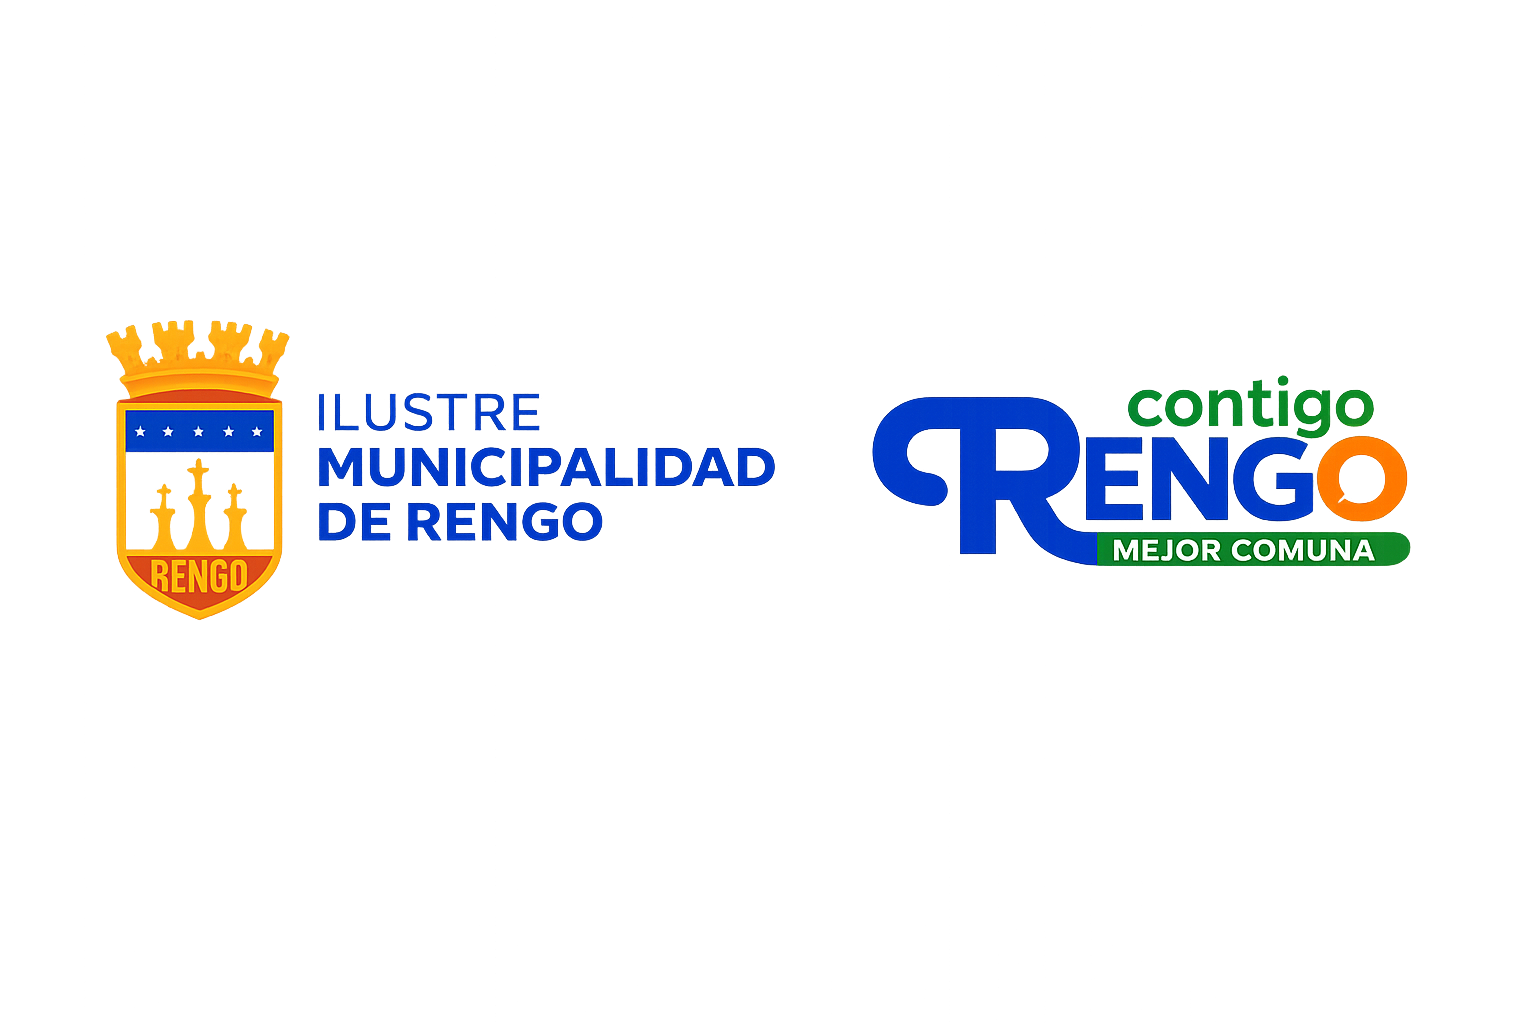 RENGO
ILUSTRE
MUNICIPALIDAD
DE RENGO
contigo
RENGO
MEJOR COMUNA